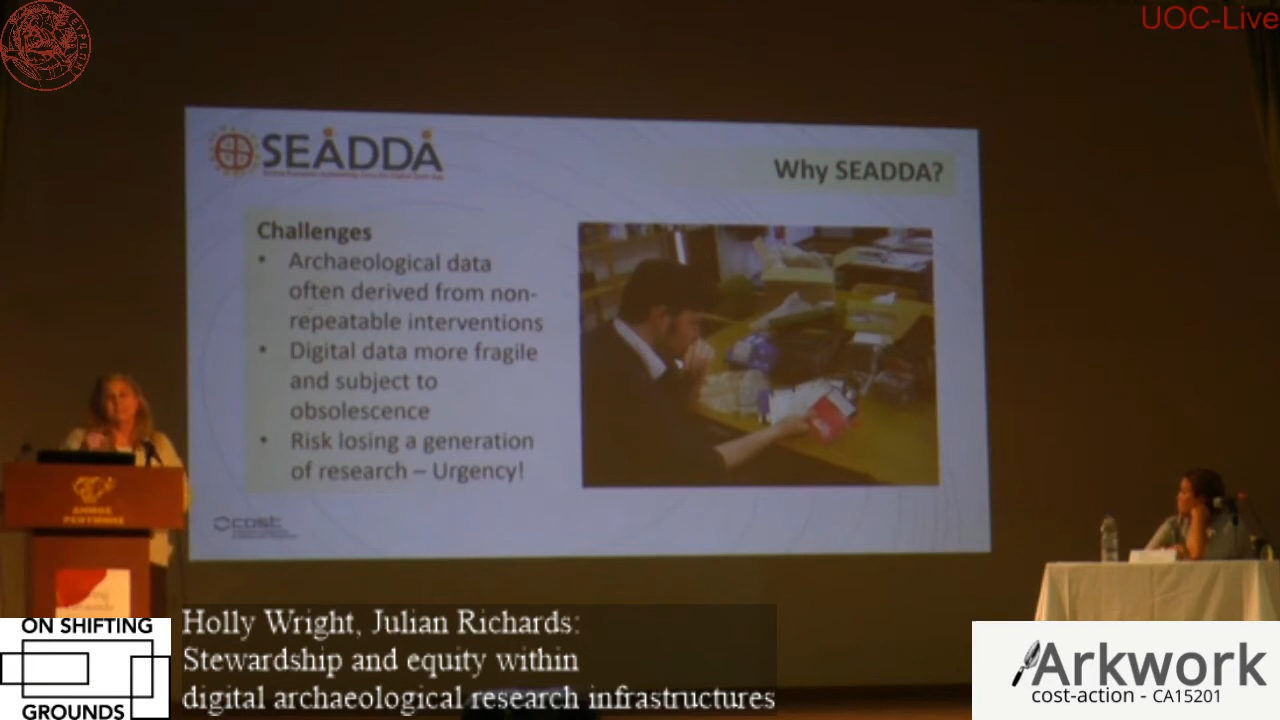 UOC-Live
SEADDA
Why SEADDA?
Challenges
• Archaeological data
often derived from non-
repeatable interventions
• Digital data more fragile
and subject to
obsolescence
• Risk losing a generation
of research – Urgency!
cost
ΔΗΜΟΣ
ΡΕΘΥΜΝΗΣ
ON SHIFTING
GROUNDS
Holly Wright, Julian Richards:
Stewardship and equity within
digital archaeological research infrastructures
Arkwork
cost-action - CA15201